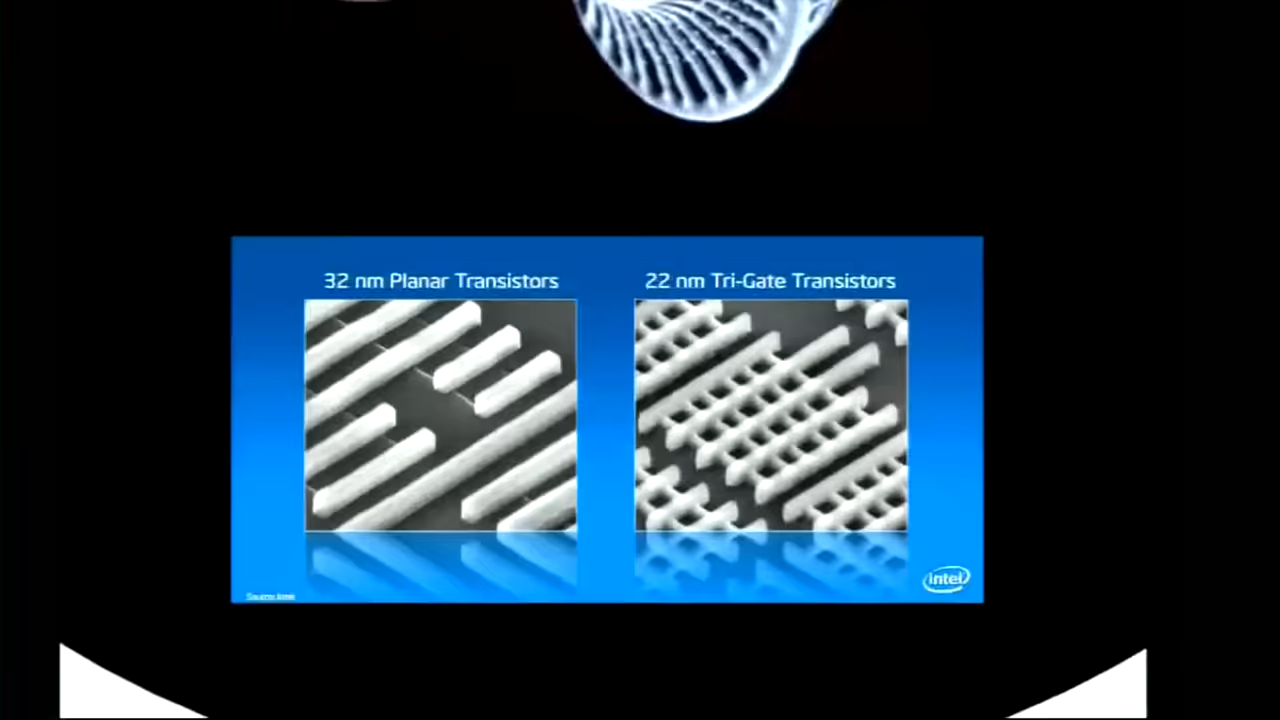 32 nm Planar Transistors
22 nm Tri-Gate Transistors
intel